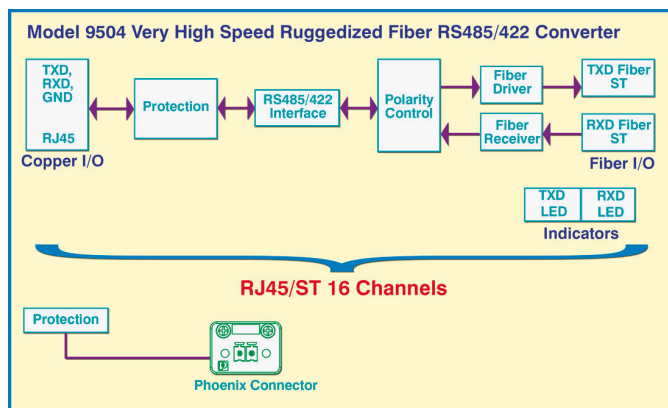 Model 9504 Very High Speed Ruggedized Fiber RS485/422 Converter
TXD,
RXD,
GND
RJ45
Copper I/O
Protection
RS485/422
Interface
Polarity
Control
Fiber
Driver
TXD Fiber
ST
Fiber
Receiver
RXD Fiber
ST
Fiber I/O
TXD
LED
RXD
LED
Indicators
RJ45/ST 16 Channels
Protection
Phoenix Connector